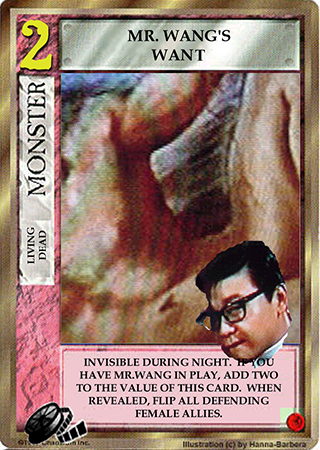 2
MR. WANG'S
WANT
MONSTER
LIVING
DEAD
INVISIBLE DURING NIGHT. IF YOU
HAVE MR.WANG IN PLAY, ADD TWO
TO THE VALUE OF THIS CARD. WHEN
REVEALED, FLIP ALL DEFENDING
FEMALE ALLIES.
Inc.
Illustration (c) by Hanna-Barbera